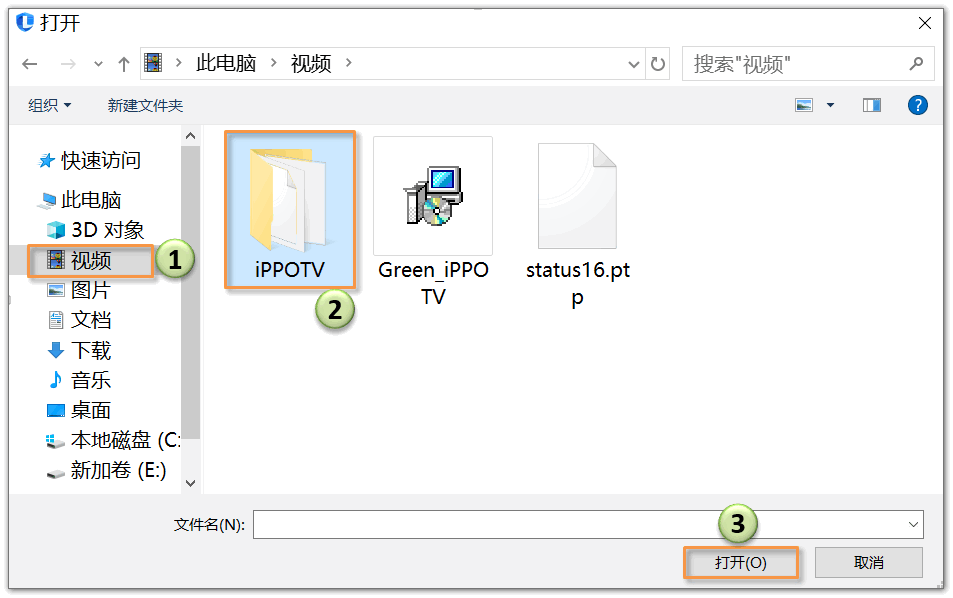 打开
此电脑 视频
搜索"视频"
组织 新建文件夹
快速访问
此电脑
3D 对象
视频
1
图片
文档
下载
音乐
桌面
本地磁盘 (C:
新加卷 (E:)
iPPOTV
2
Green_iPPO
TV
status16.pt
p
文件名(N):
3
打开(O) 取消